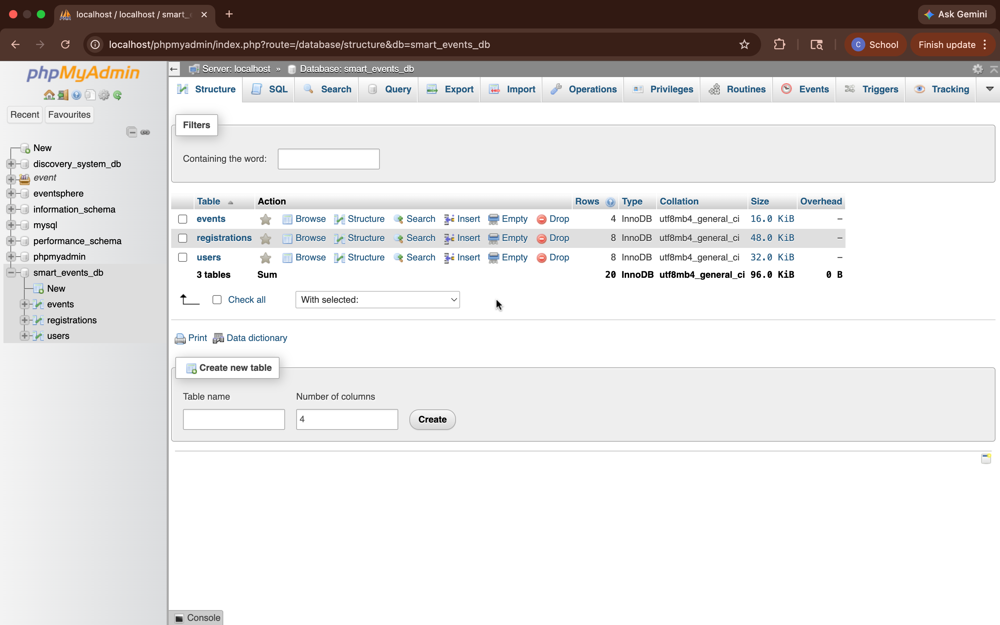 localhost / localhost / smart_e
Ask Gemini
localhost/phpmyadmin/index.php?route=/database/structure&db=smart_events_db
C School
Finish update
phpMyAdmin
Recent Favourites
New
discovery_system_db
event
eventsphere
information_schema
mysql
performance_schema
phpmyadmin
smart_events_db
New
events
registrations
users
Server: localhost » Database: smart_events_db
Structure SQL Search Query Export Import Operations Privileges Routines Events Triggers Tracking
Filters
Containing the word:
Table Action Rows Type Collation Size Overhead
events Browse Structure Search Insert Empty Drop 4 InnoDB utf8mb4_general_ci 16.0 KiB –
registrations Browse Structure Search Insert Empty Drop 8 InnoDB utf8mb4_general_ci 48.0 KiB –
users Browse Structure Search Insert Empty Drop 8 InnoDB utf8mb4_general_ci 32.0 KiB –
3 tables Sum 20 InnoDB utf8mb4_general_ci 96.0 KiB 0 B
Check all With selected:
Print Data dictionary
Create new table
Table name Number of columns
4 Create
Console